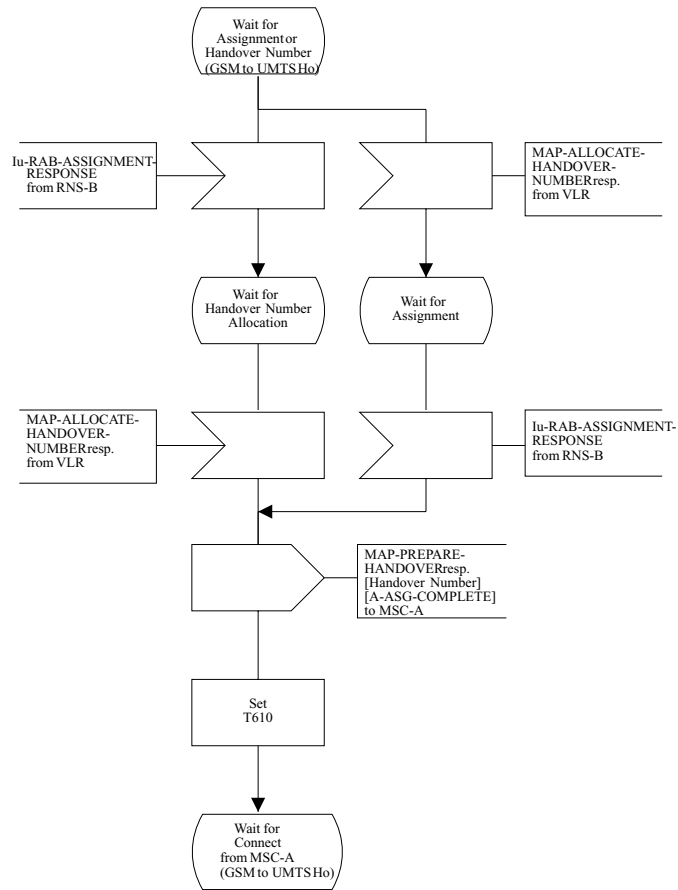 Wait for
Assignment or
Handover Number
(GSM to UMTS Ho)
Iu-RAB-ASSIGNMENT-
RESPONSE
from RNS-B
MAP-ALLOCATE-
HANDOVER-
NUMBER resp.
from VLR
Wait for
Handover Number
Allocation
Wait for
Assignment
MAP-ALLOCATE-
HANDOVER-
NUMBER resp.
from VLR
Iu-RAB-ASSIGNMENT-
RESPONSE
from RNS-B
MAP-PREPARE-
HANDOVER resp.
[Handover Number]
[A-ASG-COMPLETE]
to MSC-A
Set
T610
Wait for
Connect
from MSC-A
(GSM to UMTS Ho)